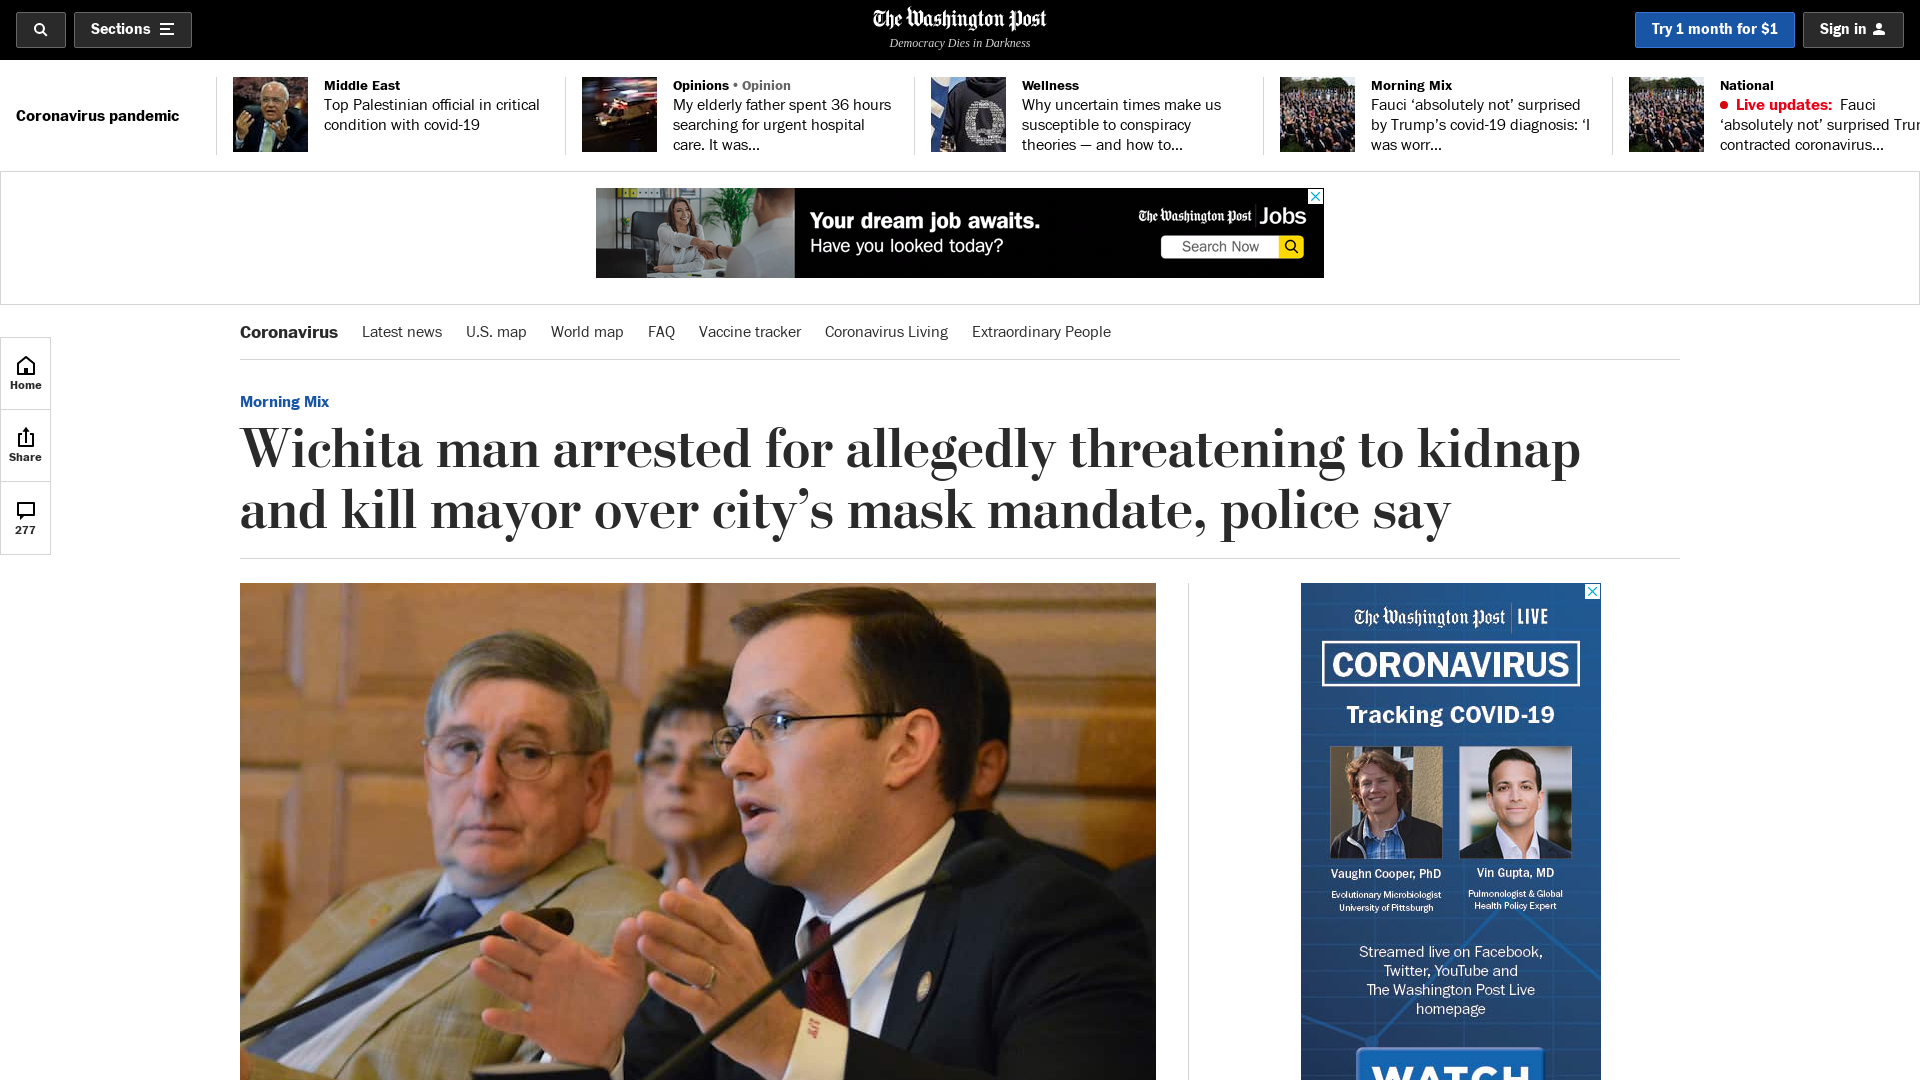 Sections
The Washington Post
Democracy Dies in Darkness
Try 1 month for $1
Sign in
Coronavirus pandemic
Middle East
Top Palestinian official in critical
condition with covid-19
Opinions • Opinion
My elderly father spent 36 hours
searching for urgent hospital
care. It was...
Wellness
Why uncertain times make us
susceptible to conspiracy
theories — and how to...
Morning Mix
Fauci ‘absolutely not’ surprised
by Trump’s covid-19 diagnosis: ‘I
was worr...
National
Live updates: Fauci
‘absolutely not’ surprised Trum
contracted coronavirus...
Your dream job awaits.
Have you looked today?
The Washington Post Jobs
Search Now
Coronavirus Latest news U.S. map World map FAQ Vaccine tracker Coronavirus Living Extraordinary People
Home
Share
277
Morning Mix
Wichita man arrested for allegedly threatening to kidnap
and kill mayor over city’s mask mandate, police say
The Washington Post LIVE
CORONAVIRUS
Tracking COVID-19
Vaughn Cooper, PhD
Evolutionary Microbiologist
University of Pittsburgh
Vin Gupta, MD
Pulmonologist & Global
Health Policy Expert
Streamed live on Facebook,
Twitter, YouTube and
The Washington Post Live
homepage
WATCH